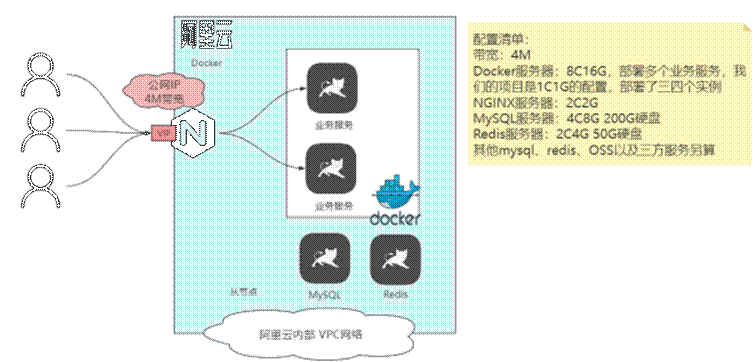 阿里云
Docker
公网IP
4M带宽
VIP
业务服务
业务服务
docker
MySQL
Redis
从节点
阿里云内部 VPC网络
配置清单:
带宽:4M
Docker服务器:8C16G,部署多个业务服务,我
们的项目是1C1G的配置,部署了三四个实例
NGINX服务器:2C2G
MySQL服务器:4C8G 200G硬盘
Redis服务器:2C4G 50G硬盘
其他mysql、redis、OSS以及三方服务另算